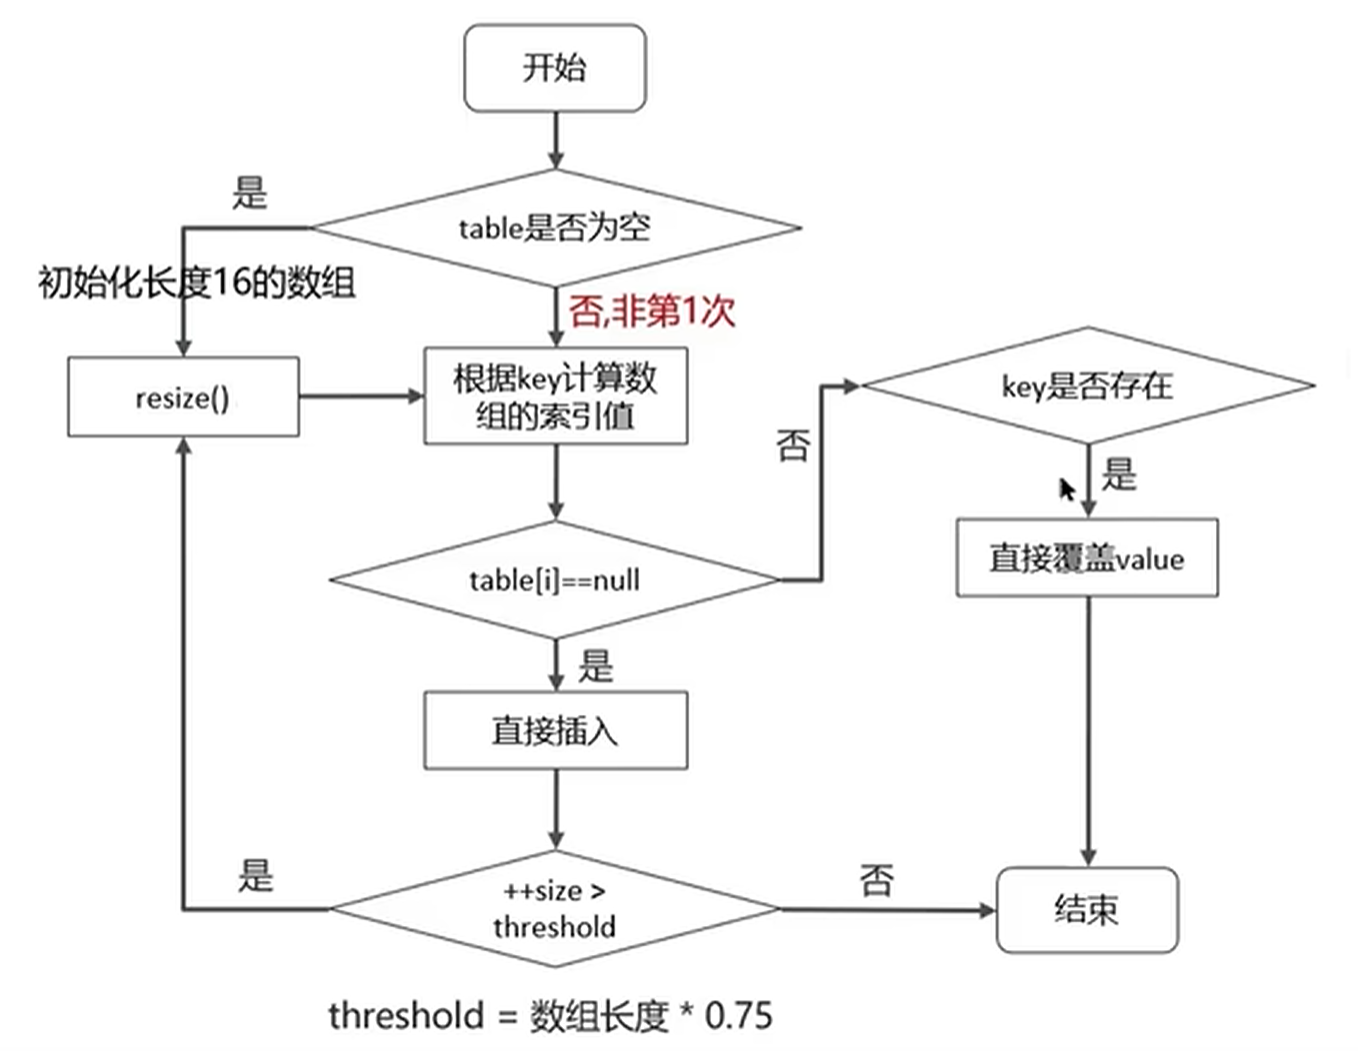 开始
是
table是否为空
初始化长度16的数组
否,非第1次
resize()
根据key计算数
组的索引值
key是否存在
否
是
table[i]==null
直接覆盖value
是
直接插入
是
++size >
threshold
否
结束
threshold = 数组长度 * 0.75